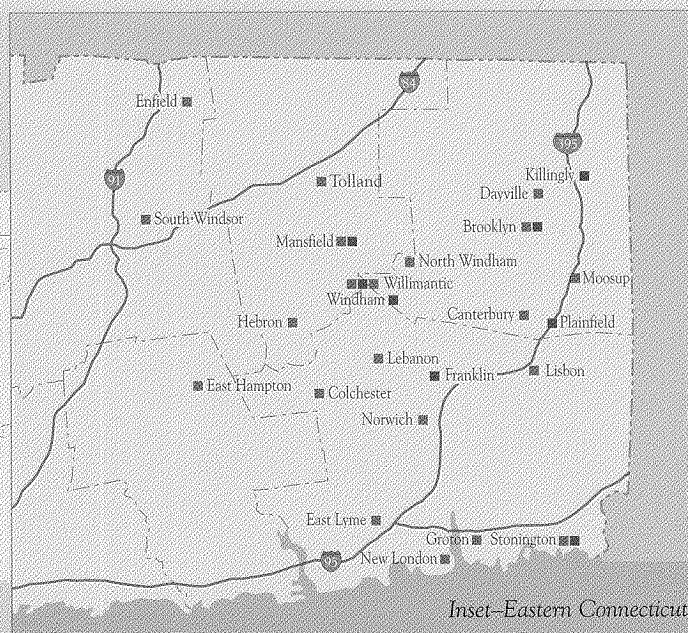 84
Enfield
395
91
Killingly
Tolland
Dayville
South Windsor
Brooklyn
Mansfield
North Windham
Moosup
Willimantic
Windham
Canterbury
Hebron
Plainfield
Lebanon
Lisbon
Franklin
East Hampton
Colchester
Norwich
East Lyme
Groton
Stonington
New London
95
Inset–Eastern Connecticut